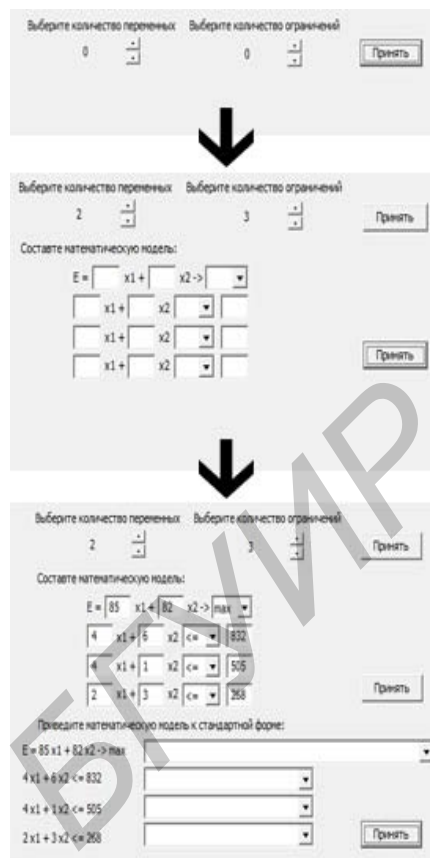 Выберите количество переменных Выберите количество ограничений
0 0 Принять
Выберите количество переменных Выберите количество ограничений
2 3 Принять
Составте математическую модель:
E = x1 + x2 ->
x1 + x2
x1 + x2 Принять
x1 + x2
Выберите количество переменных Выберите количество ограничений
2 3 Принять
Составте математическую модель:
E = 85 x1 + 82 x2 -> max
4 x1 + 6 x2 <= 832
4 x1 + 1 x2 <= 505
2 x1 + 3 x2 <= 268 Принять
Приведите математическую модель к стандартной форме:
E = 85 x1 + 82 x2 -> max
4 x1 + 6 x2 <= 832
4 x1 + 1 x2 <= 505
2 x1 + 3 x2 <= 268 Принять
БГУИР